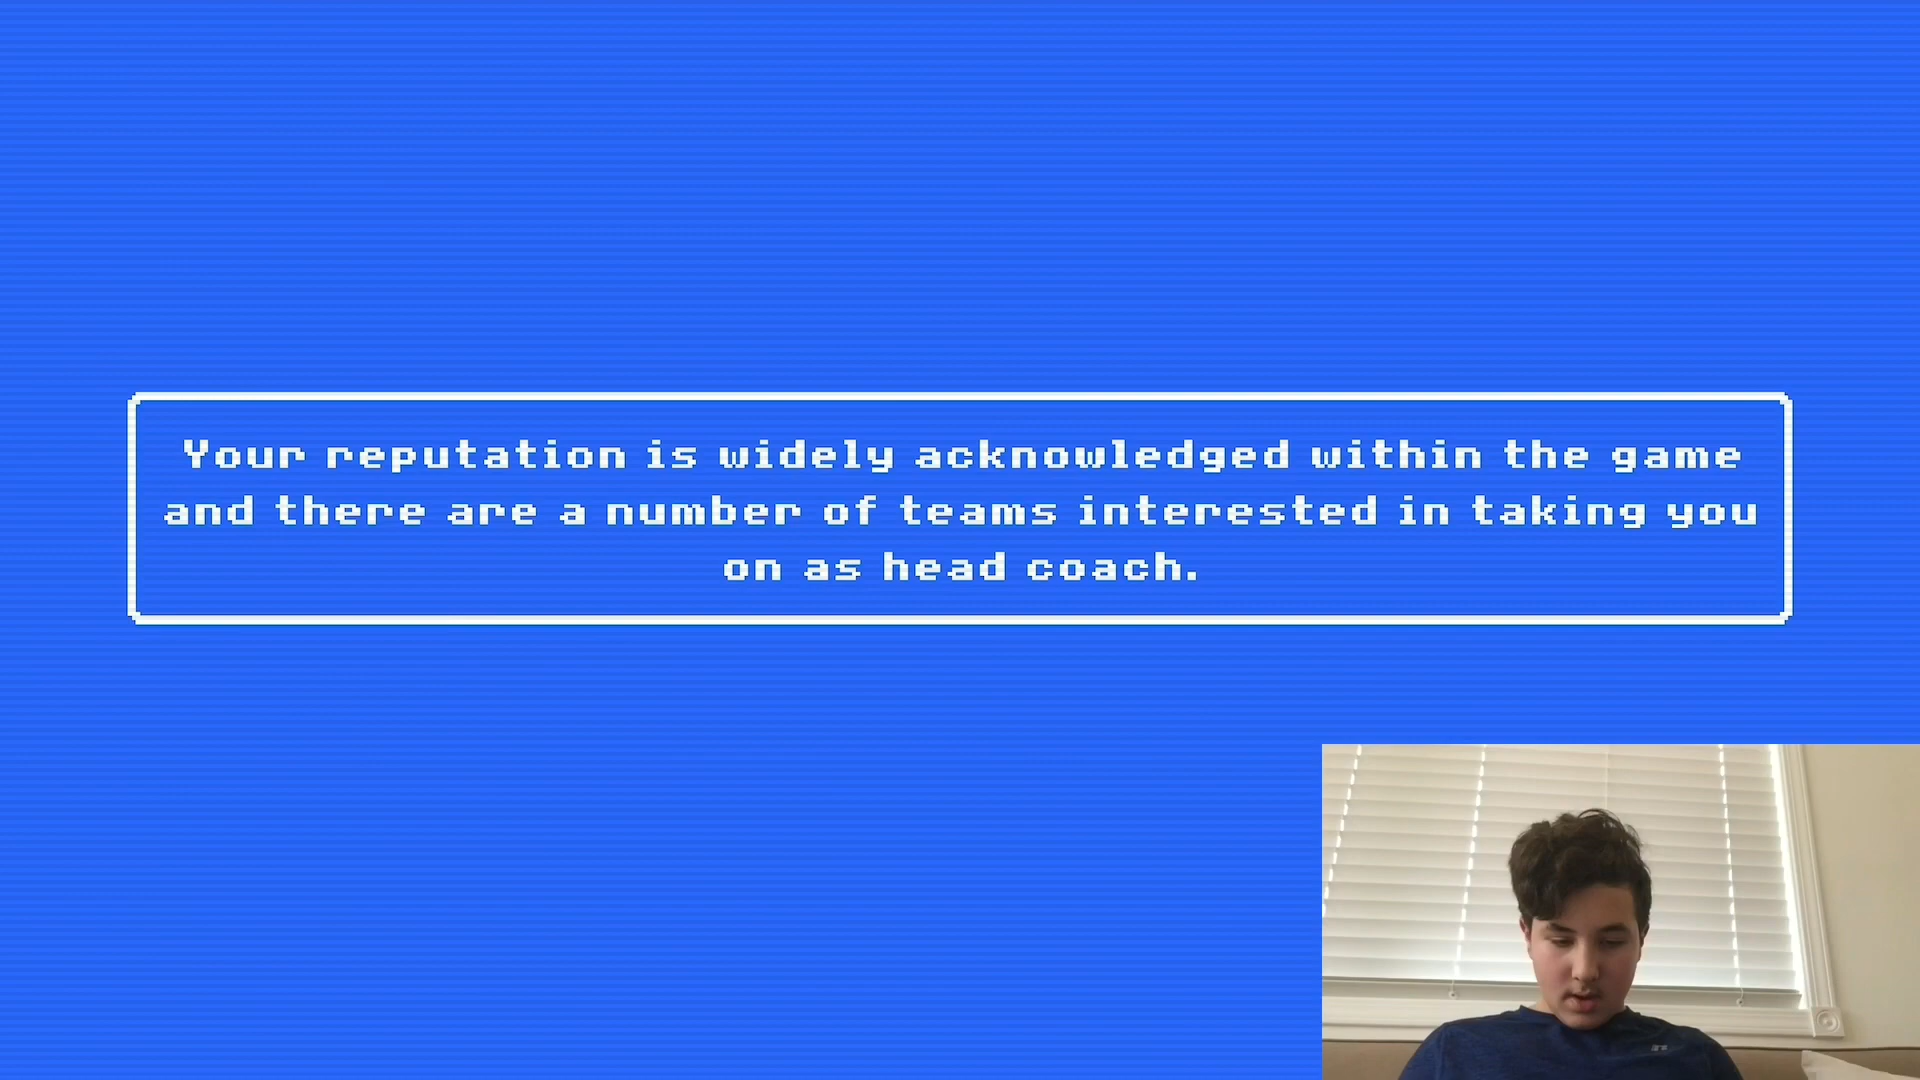 Your reputation is widely acknowledged within the game
and there are a number of teams interested in taking you
on as head coach.